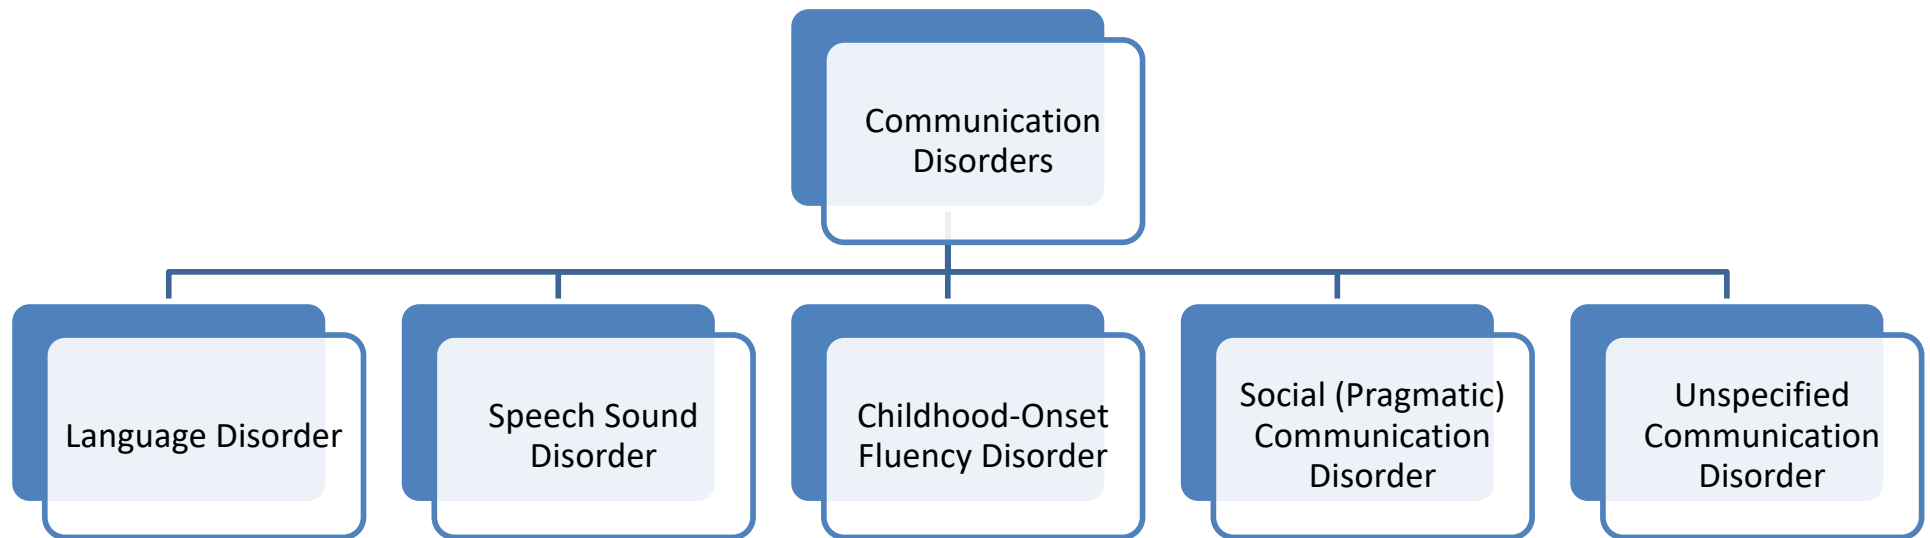 Communication
Disorders
Language Disorder
Speech Sound
Disorder
Childhood-Onset
Fluency Disorder
Social (Pragmatic)
Communication
Disorder
Unspecified
Communication
Disorder